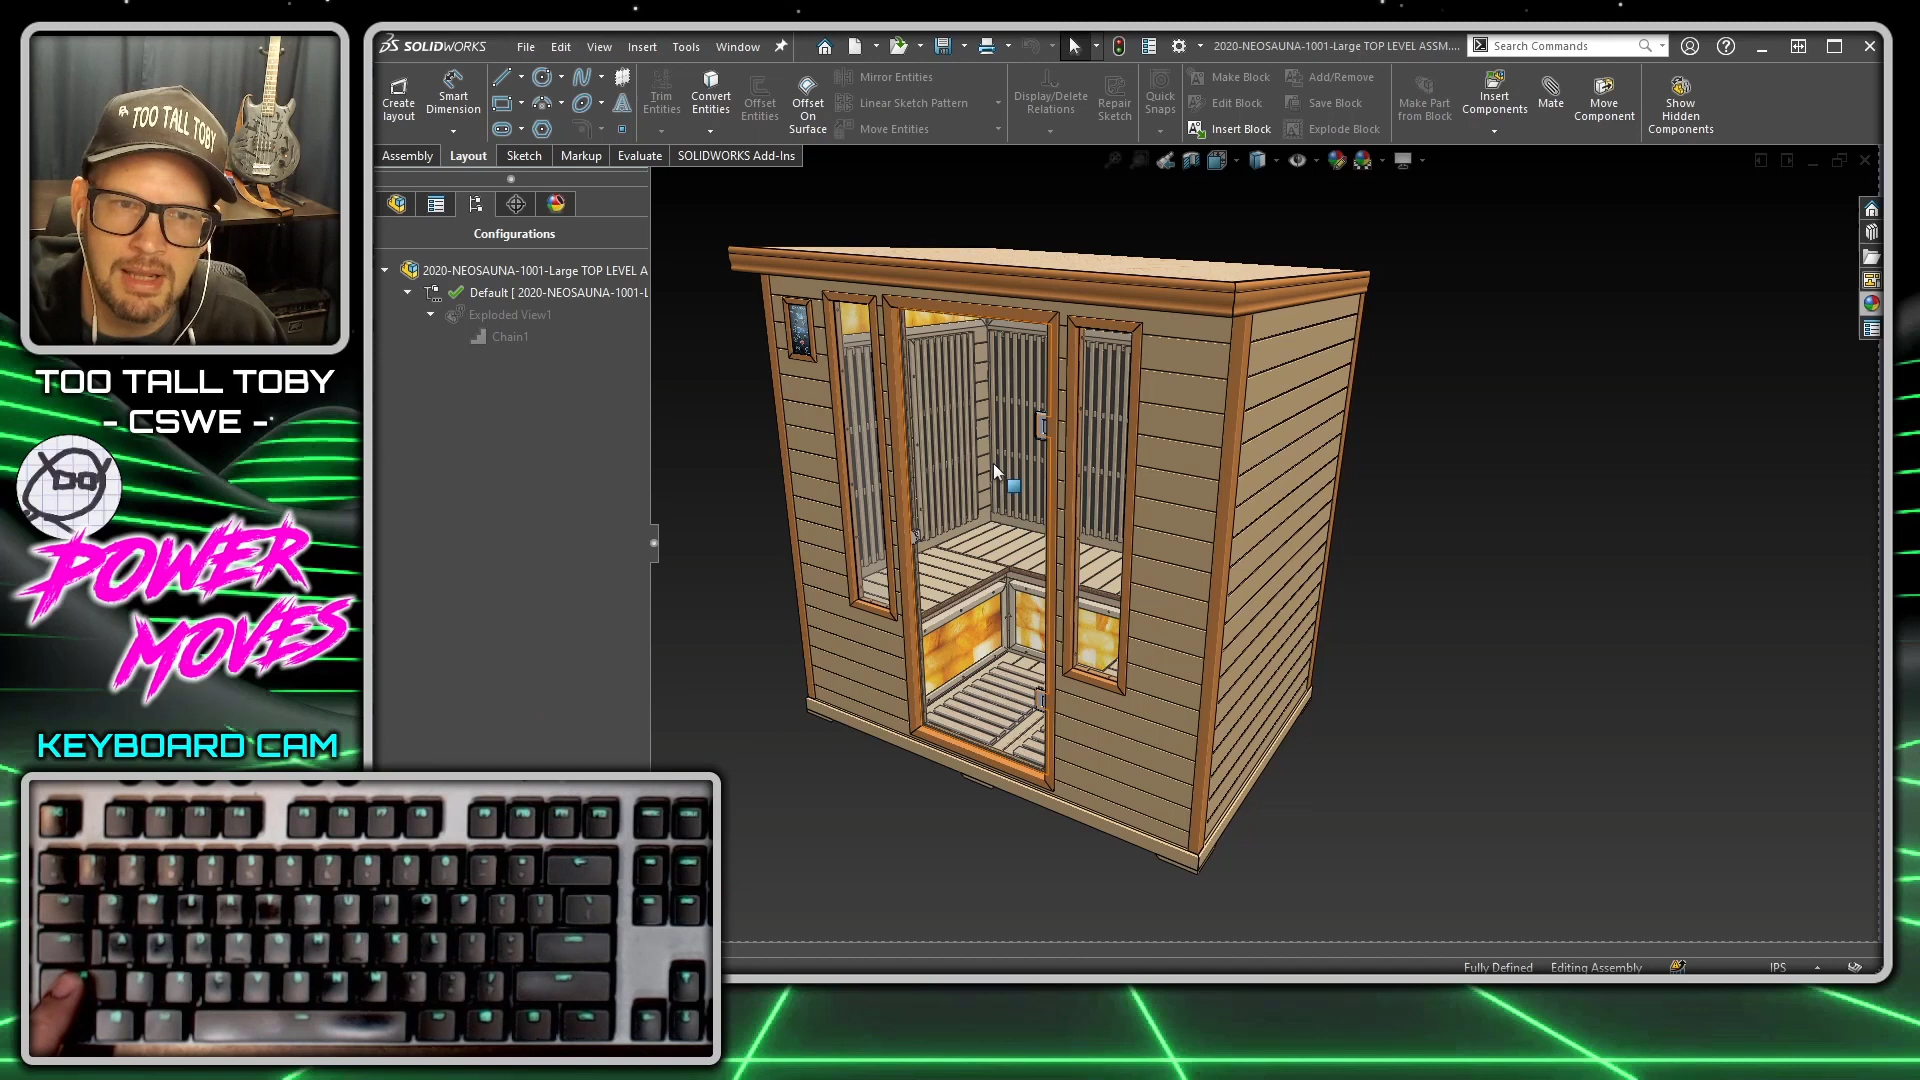 TOO TALL TOBY
TOO TALL TOBY
- CSWE -
POWER
MOVES
KEYBOARD CAM
SOLIDWORKS
File
Edit
View
Insert
Tools
Window
2020-NEOSAUNA-1001-Large TOP LEVEL ASSM....
Search Commands
Create layout
Smart Dimension
Trim Entities
Convert Entities
Offset Entities
Offset On Surface
Mirror Entities
Linear Sketch Pattern
Move Entities
Display/Delete Relations
Repair Sketch
Quick Snaps
Make Block
Edit Block
Insert Block
Add/Remove
Save Block
Explode Block
Make Part from Block
Insert Components
Mate
Move Component
Show Hidden Components
Assembly
Layout
Sketch
Markup
Evaluate
SOLIDWORKS Add-Ins
Configurations
2020-NEOSAUNA-1001-Large TOP LEVEL A
Default [ 2020-NEOSAUNA-1001-L
Exploded View1
Chain1
Fully Defined
Editing Assembly
IPS